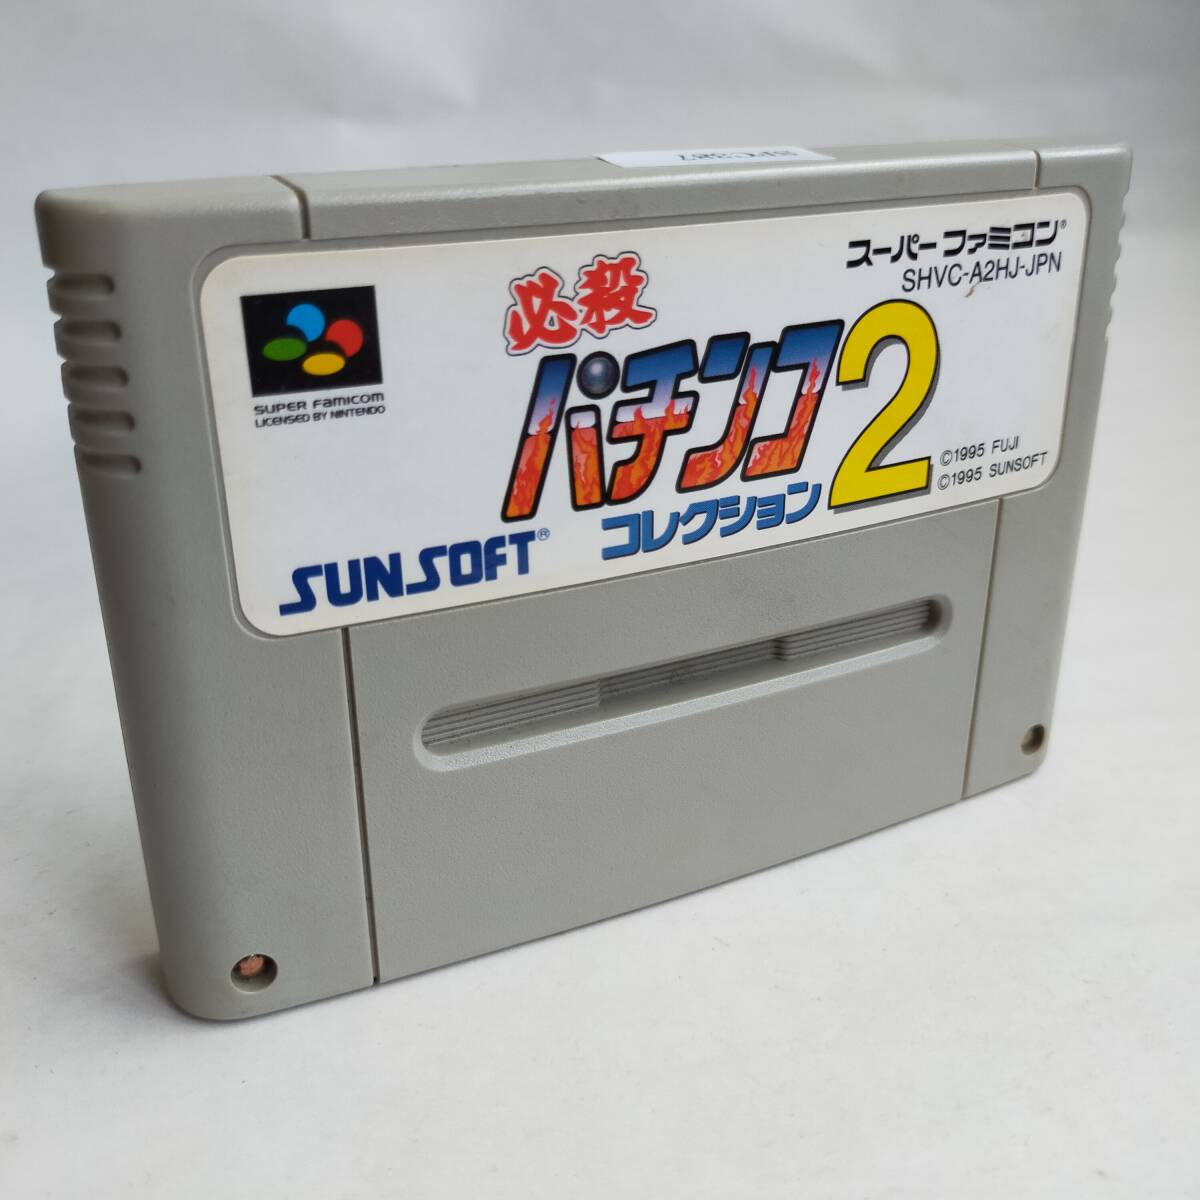 スーパーファミコン®
SHVC-A2HJ-JPN
必殺
パチンコ2
コレクション
SUPER FAMICOM
LICENSED BY NINTENDO
©1995 FUJI
©1995 SUNSOFT
SUNSOFT®